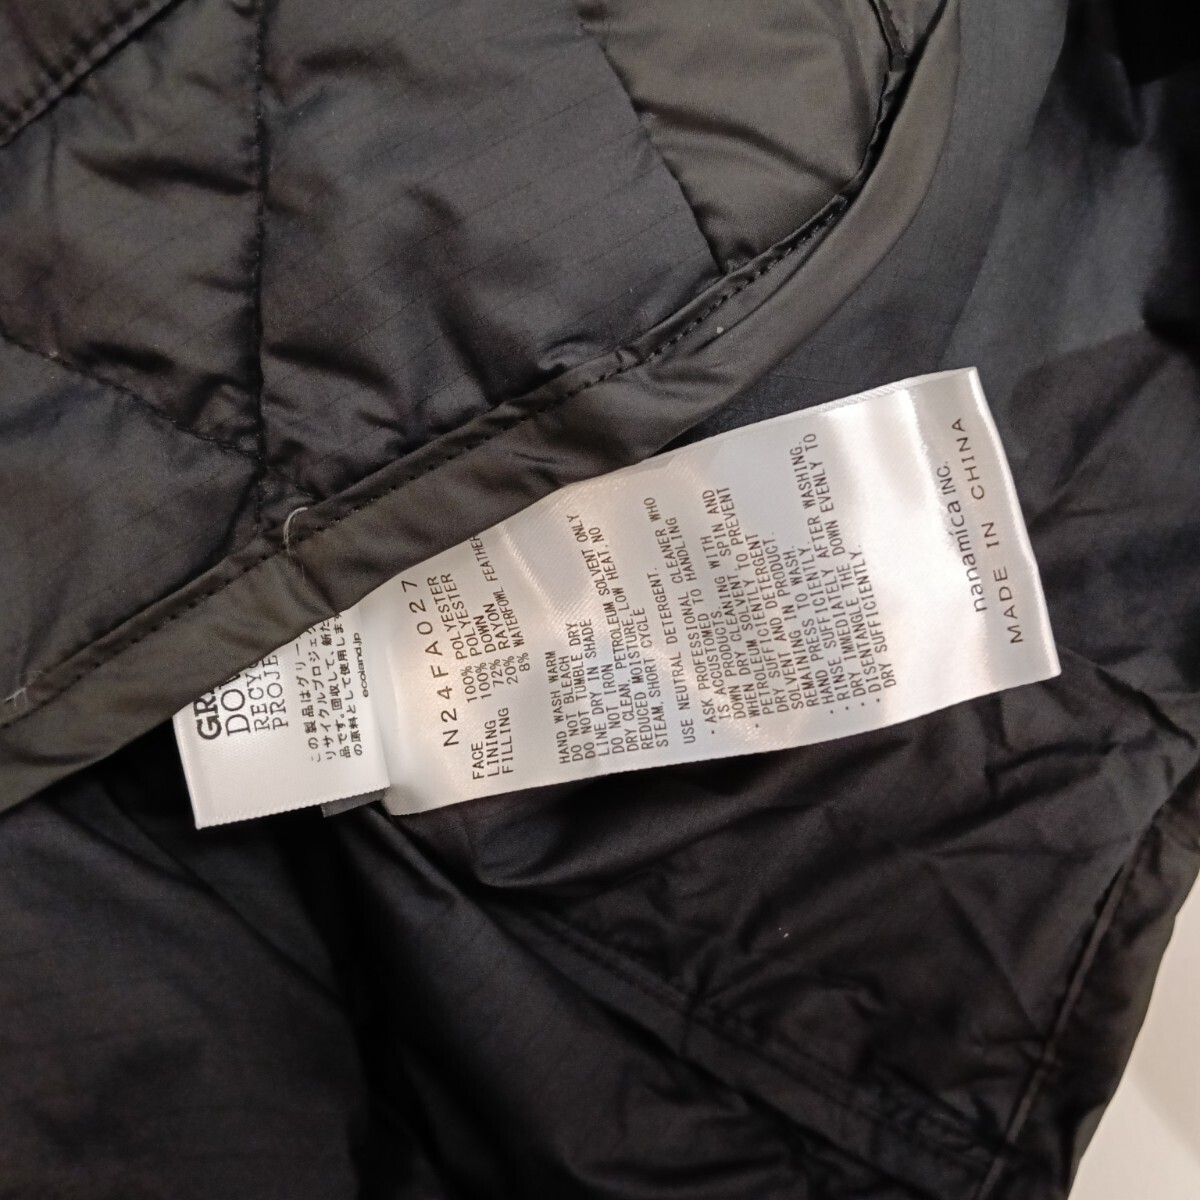 DO
RECY
PROJE
この製品はグリー
リサイクルプロジェク
品です。回収して、新た
の原料として使用しま
ecoland.jp
N24FA027
FACE 100% POLYESTER
LINING 100% POLYESTER
FILLING 72% DOWN
20% RAYON
8% WATERFOWL FEATHER
HAND WASH WARM
DO NOT BLEACH
DO NOT TUMBLE DRY
LINE DRY IN SHADE
DO NOT IRON
DRY CLEAN, PETROLEUM SOLVENT ONLY
REDUCED MOISTURE, LOW HEAT, NO
STEAM, SHORT CYCLE
USE NEUTRAL DETERGENT.
・ASK PROFESSIONAL CLEANER WHO
IS ACCUSTOMED TO HANDLING
DOWN PRODUCTS.
・WHEN DRY CLEANING WITH
PETROLEUM SOLVENT, SPIN AND
DRY SUFFICIENTLY TO PREVENT
SOLVENT AND DETERGENT
REMAINING IN PRODUCT.
・HAND PRESS TO WASH.
・RINSE SUFFICIENTLY
・DRY IMMEDIATELY AFTER WASHING.
・DISENTANGLE THE DOWN EVENLY TO
DRY SUFFICIENTLY.
nanamica INC.
MADE IN CHINA